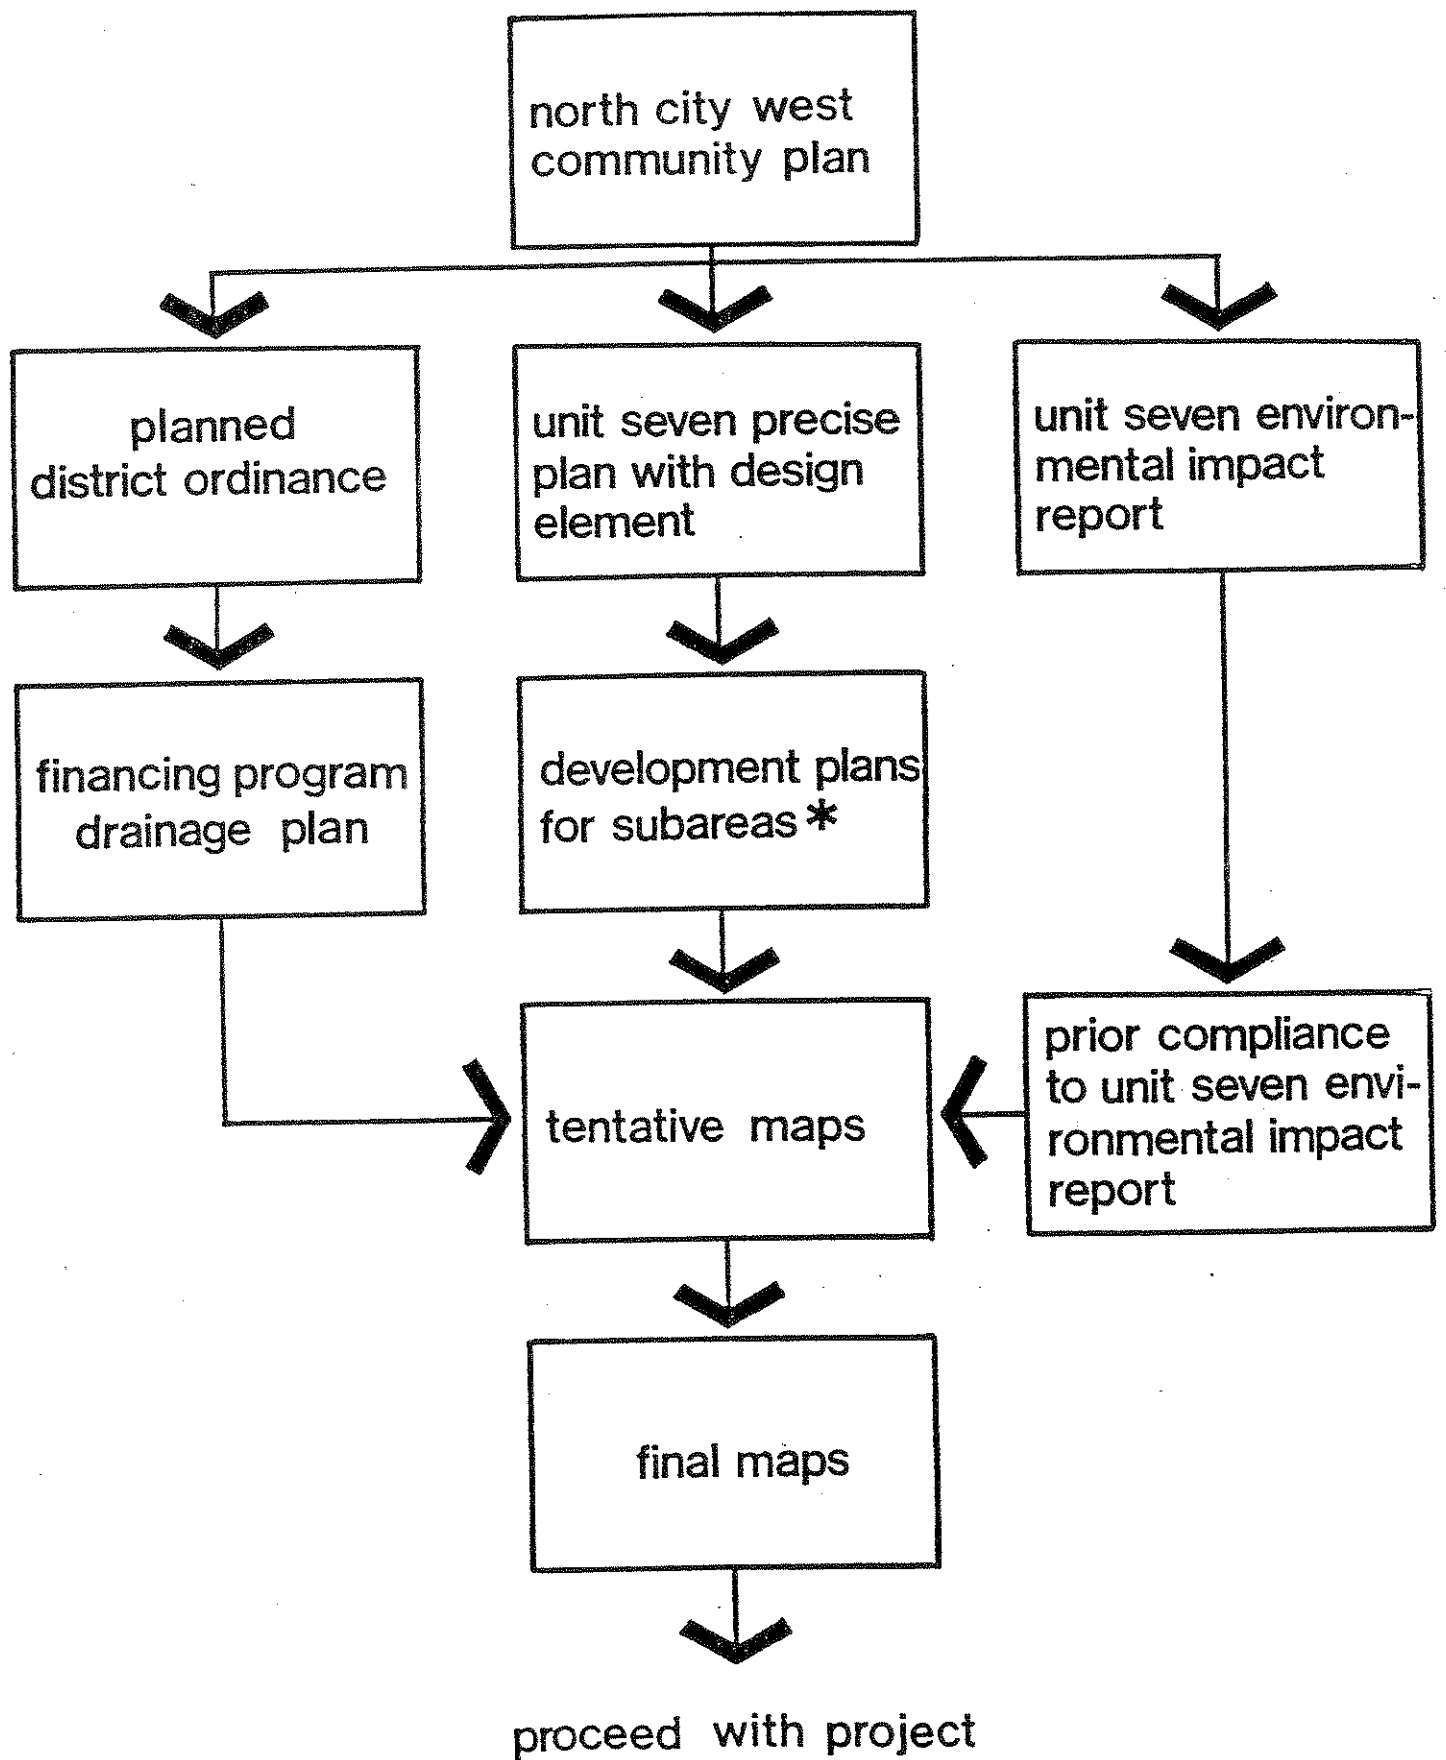 north city west
community plan
planned
district ordinance
unit seven precise
plan with design
element
unit seven environ-
mental impact
report
financing program
drainage plan
development plans
for subareas *
tentative maps
prior compliance
to unit seven envi-
ronmental impact
report
final maps
proceed with project